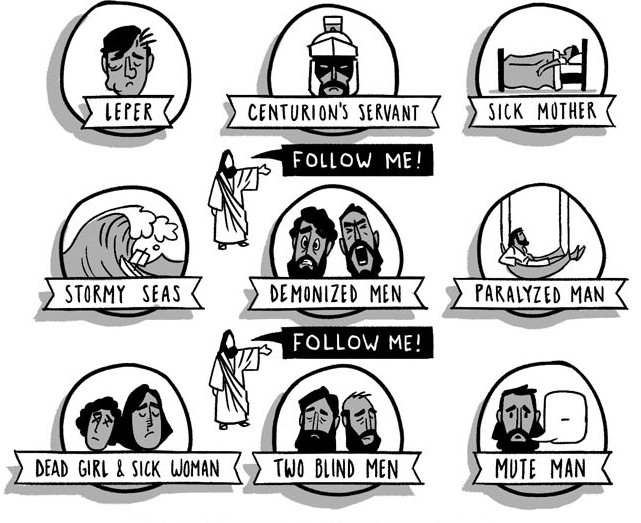 LEPER
CENTURION'S SERVANT
SICK MOTHER
FOLLOW ME!
STORMY SEAS
DEMONIZED MEN
PARALYZED MAN
FOLLOW ME!
DEAD GIRL & SICK WOMAN
TWO BLIND MEN
MUTE MAN